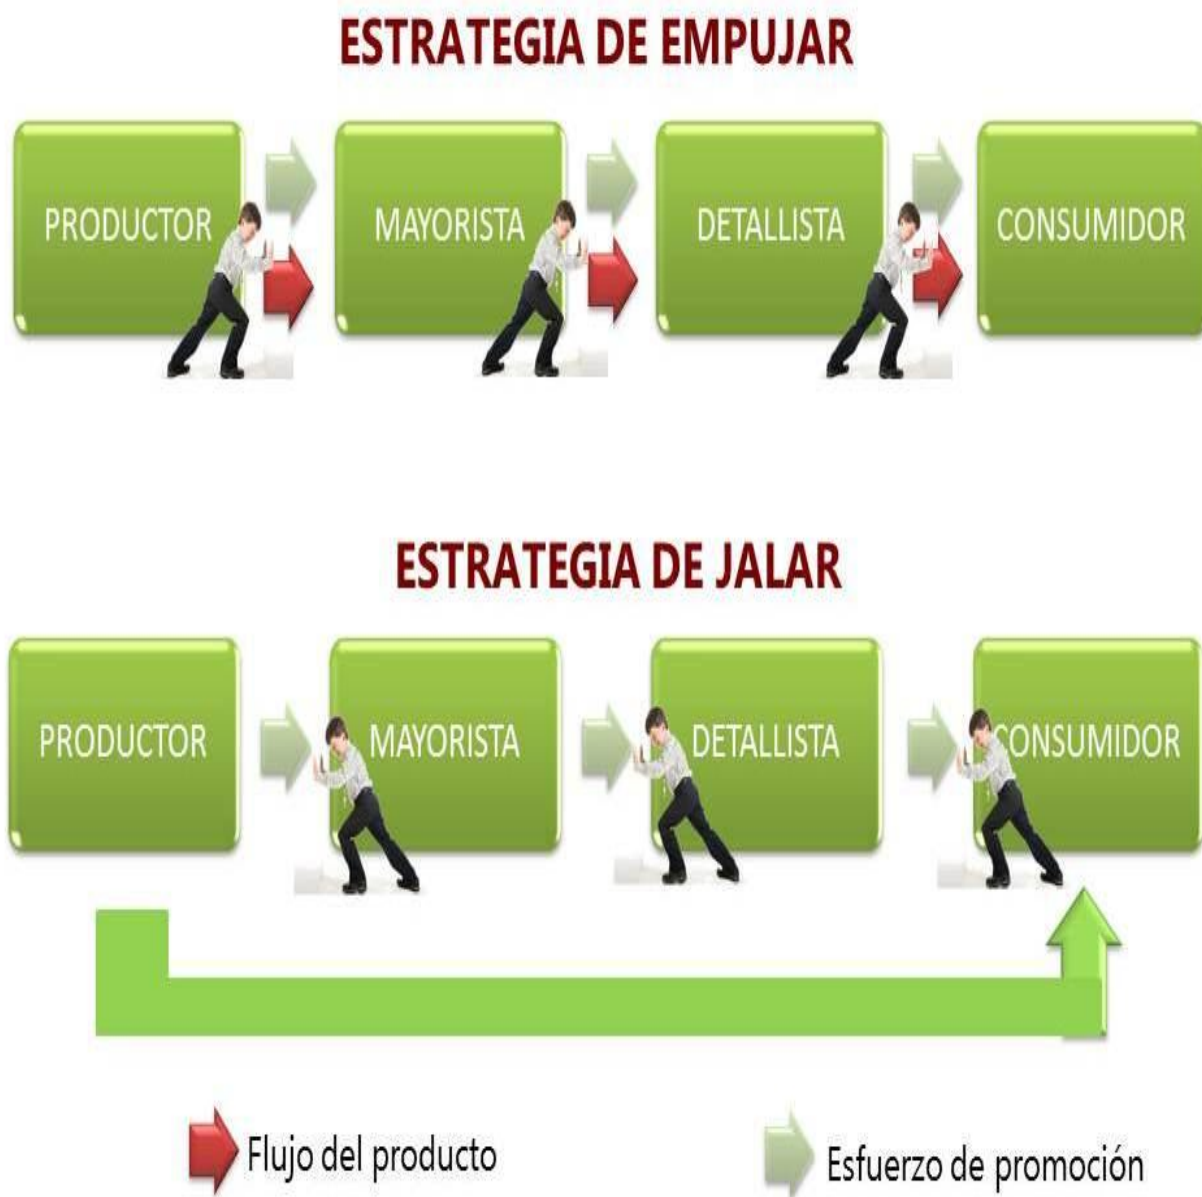 ESTRATEGIA DE EMPUJAR
PRODUCTOR
MAYORISTA
DETALLISTA
CONSUMIDOR
ESTRATEGIA DE JALAR
PRODUCTOR
MAYORISTA
DETALLISTA
CONSUMIDOR
Flujo del producto
Esfuerzo de promoción